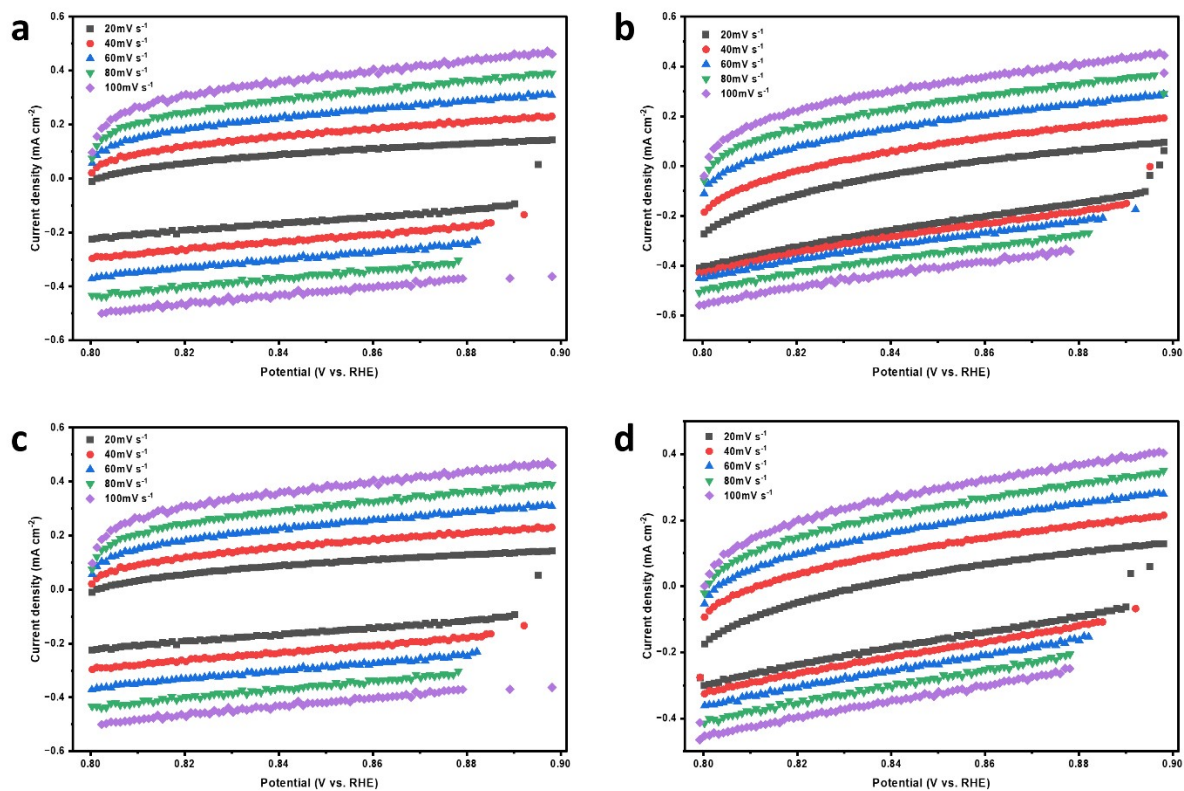 a
20mV s⁻¹
40mV s⁻¹
60mV s⁻¹
80mV s⁻¹
100mV s⁻¹
Current density (mA cm⁻²)
0.6
0.4
0.2
0.0
−0.2
−0.4
−0.6
0.80 0.82 0.84 0.86 0.88 0.90
Potential (V vs. RHE)
b
20mV s⁻¹
40mV s⁻¹
60mV s⁻¹
80mV s⁻¹
100mV s⁻¹
Current density (mA cm⁻²)
0.6
0.4
0.2
0.0
−0.2
−0.4
−0.6
0.80 0.82 0.84 0.86 0.88 0.90
Potential (V vs. RHE)
c
20mV s⁻¹
40mV s⁻¹
60mV s⁻¹
80mV s⁻¹
100mV s⁻¹
Current density (mA cm⁻²)
0.6
0.4
0.2
0.0
−0.2
−0.4
−0.6
0.80 0.82 0.84 0.86 0.88 0.90
Potential (V vs. RHE)
d
20mV s⁻¹
40mV s⁻¹
60mV s⁻¹
80mV s⁻¹
100mV s⁻¹
Current density (mA cm⁻²)
0.4
0.2
0.0
−0.2
−0.4
0.80 0.82 0.84 0.86 0.88 0.90
Potential (V vs. RHE)